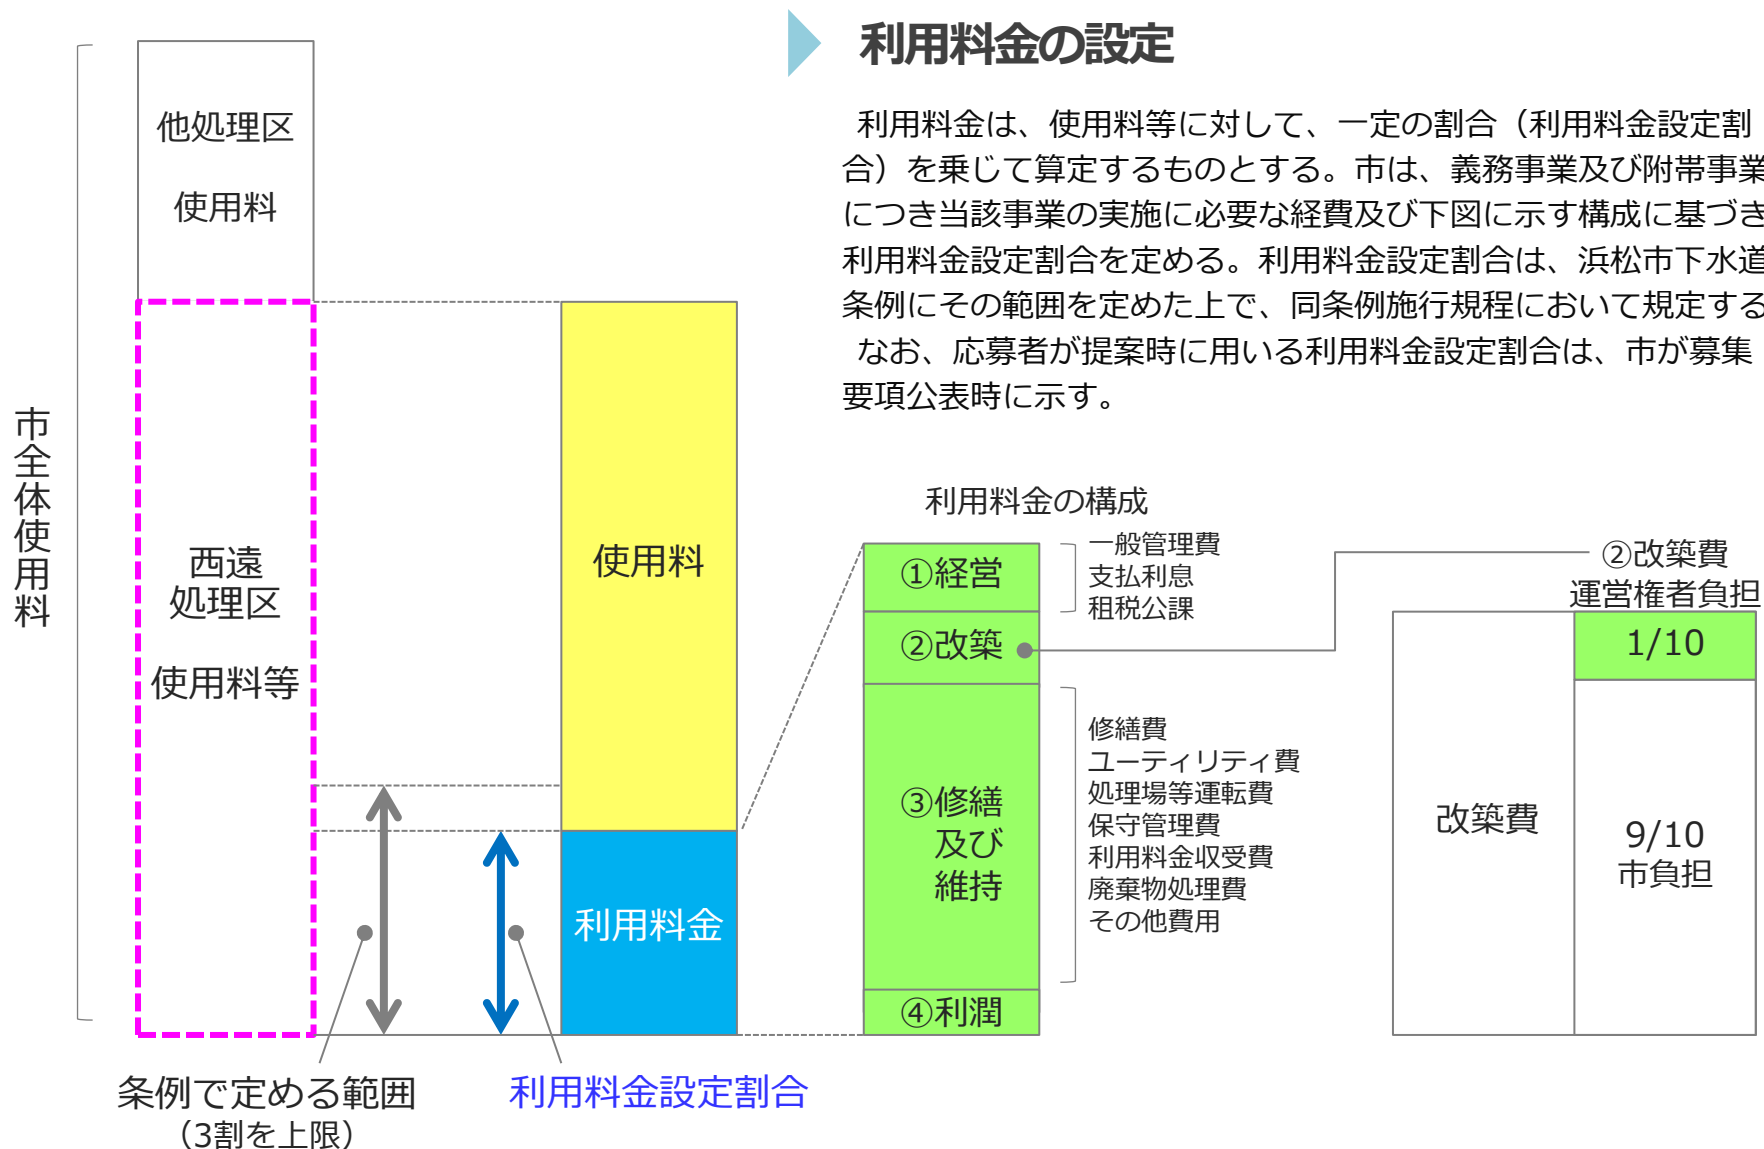 利用料金の設定
利用料金は、使用料等に対して、一定の割合（利用料金設定割
合）を乗じて算定するものとする。市は、義務事業及び附帯事業
につき当該事業の実施に必要な経費及び下図に示す構成に基づき
利用料金設定割合を定める。利用料金設定割合は、浜松市下水道
条例にその範囲を定めた上で、同条例施行規程において規定する
なお、応募者が提案時に用いる利用料金設定割合は、市が募集
要項公表時に示す。
市全体使用料
他処理区
使用料
西遠
処理区
使用料等
使用料
利用料金
条例で定める範囲
（3割を上限）
利用料金設定割合
利用料金の構成
①経営
②改築
③修繕
及び
維持
④利潤
一般管理費
支払利息
租税公課
修繕費
ユーティリティ費
処理場等運転費
保守管理費
利用料金収受費
廃棄物処理費
その他費用
②改築費
運営権者負担
改築費
1/10
9/10
市負担